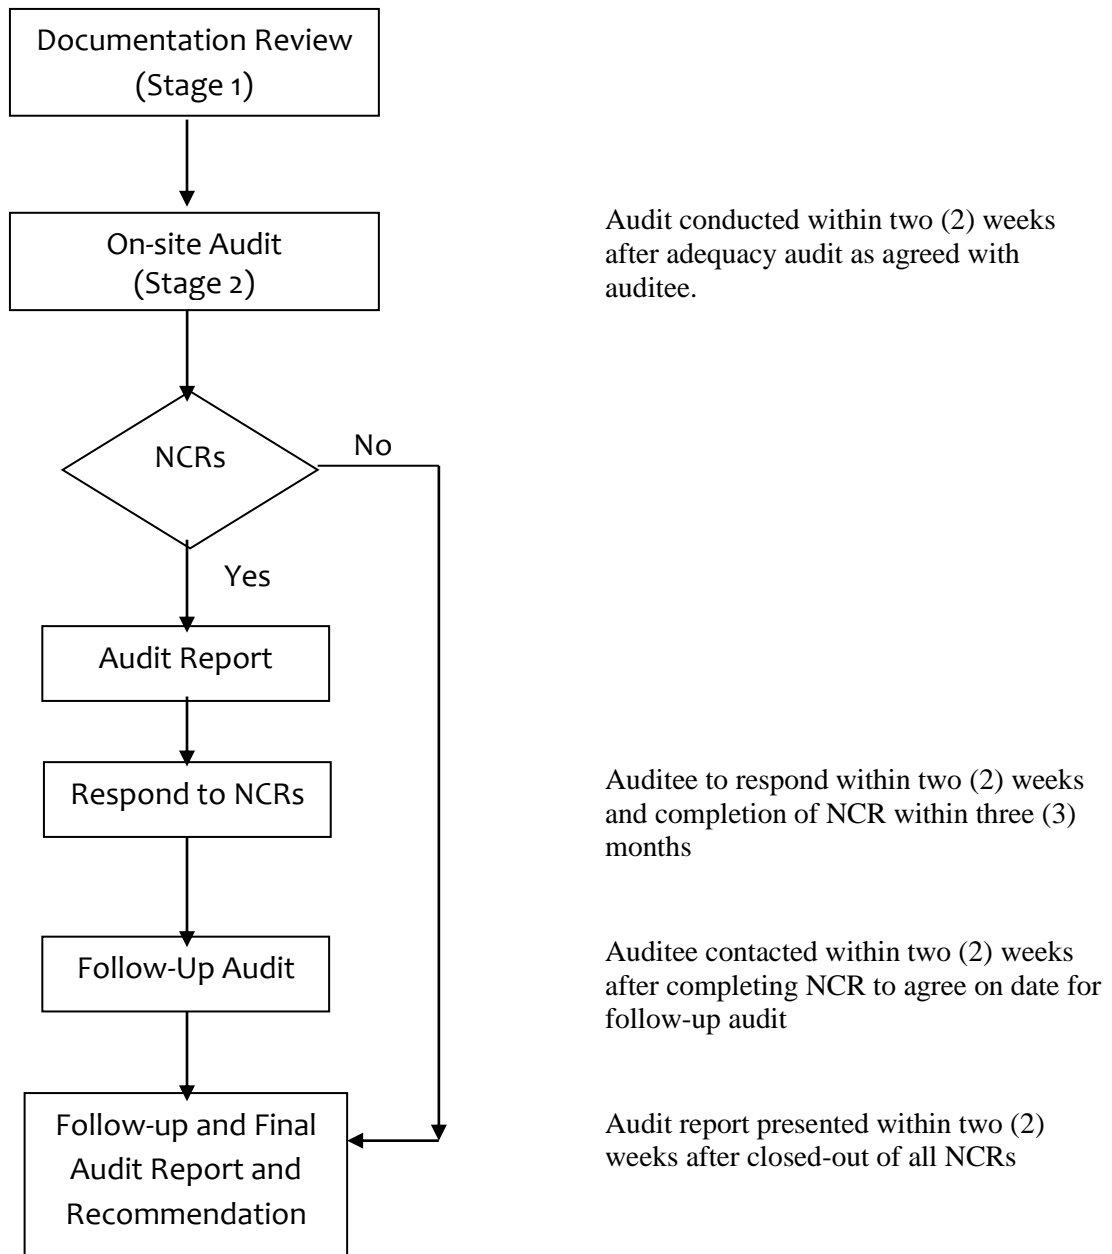 Documentation Review
(Stage 1)
On-site Audit
(Stage 2)
Audit conducted within two (2) weeks
after adequacy audit as agreed with
auditee.
NCRs
No
Yes
Audit Report
Respond to NCRs
Auditee to respond within two (2) weeks
and completion of NCR within three (3)
months
Follow-Up Audit
Auditee contacted within two (2) weeks
after completing NCR to agree on date for
follow-up audit
Follow-up and Final
Audit Report and
Recommendation
Audit report presented within two (2)
weeks after closed-out of all NCRs